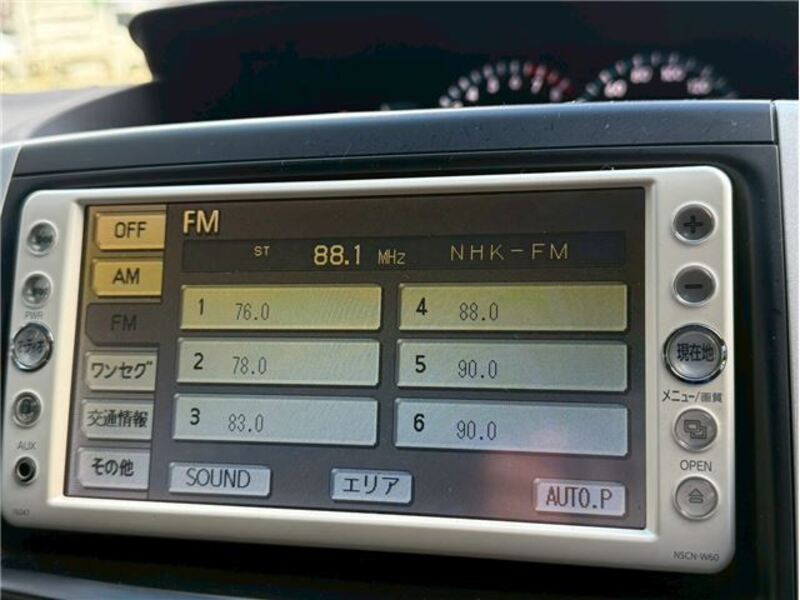 OFF
FM
ST 88.1 MHz NHK-FM
AM
1 76.0
4 88.0
FM
2 78.0
5 90.0
ワンセグ
3 83.0
6 90.0
交通情報
その他
SOUND
エリア
AUTO.P
PWR
AUX
現在地
メニュー/画質
OPEN
NSCN-W60